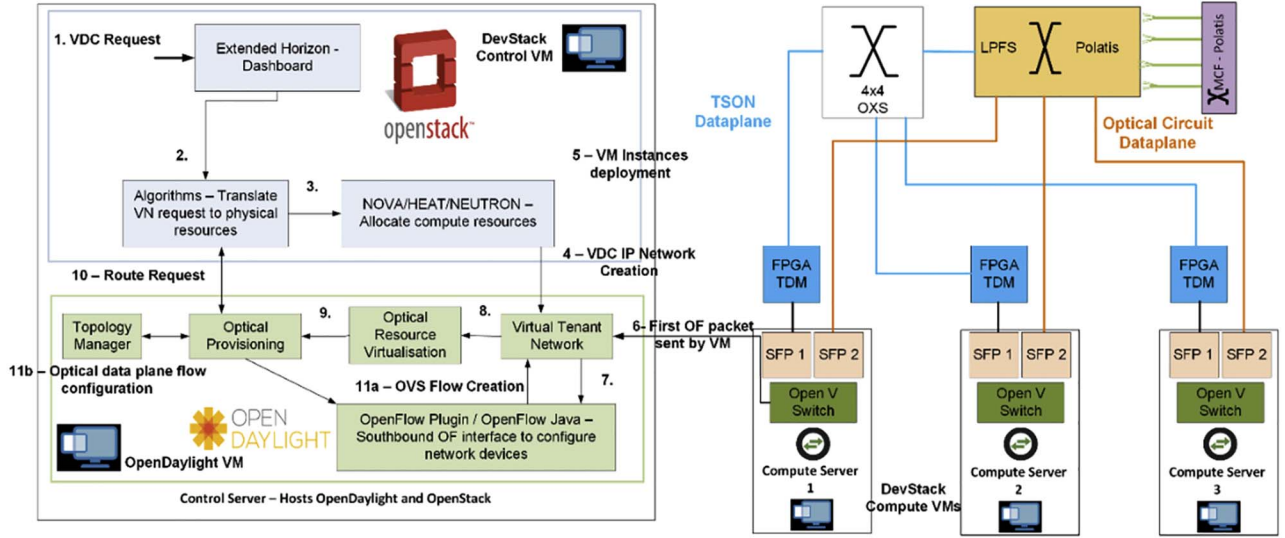 1. VDC Request
Extended Horizon -
Dashboard
DevStack
Control VM
openstack™
2.
5 – VM Instances
deployment
Algorithms – Translate
VN request to physical
resources
3.
NOVA/HEAT/NEUTRON –
Allocate compute resources
10 – Route Request
4 – VDC IP Network
Creation
Topology
Manager
Optical
Provisioning
9.
Optical
Resource
Virtualisation
8.
Virtual Tenant
Network
6– First OF packet
sent by VM
11b – Optical data plane flow
configuration
11a – OVS Flow Creation
7.
OPEN
DAYLIGHT
OpenFlow Plugin / OpenFlow Java –
Southbound OF interface to configure
network devices
OpenDaylight VM
Control Server – Hosts OpenDaylight and OpenStack
4x4
OXS
LPFS
Polatis
MCF - Polatis
TSON
Dataplane
Optical Circuit
Dataplane
FPGA
TDM
FPGA
TDM
FPGA
TDM
SFP 1
SFP 2
Open V
Switch
Compute Server
1
SFP 1
SFP 2
Open V
Switch
Compute Server
2
SFP 1
SFP 2
Open V
Switch
Compute Server
3
DevStack
Compute VMs